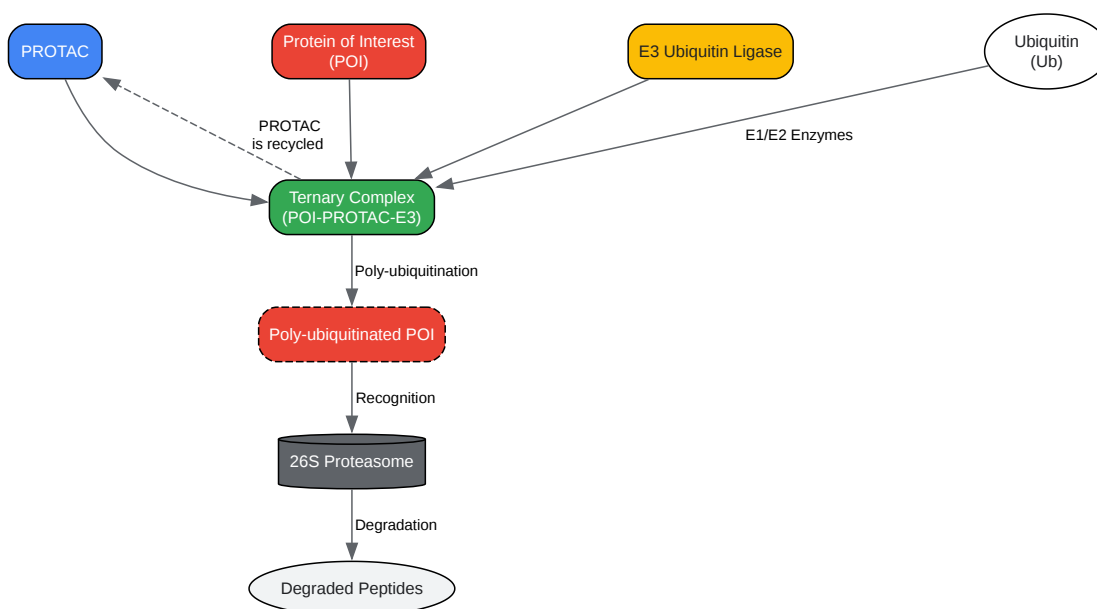 PROTAC
Protein of Interest
(POI)
E3 Ubiquitin Ligase
Ubiquitin
(Ub)
PROTAC
is recycled
E1/E2 Enzymes
Ternary Complex
(POI-PROTAC-E3)
Poly-ubiquitination
Poly-ubiquitinated POI
Recognition
26S Proteasome
Degradation
Degraded Peptides